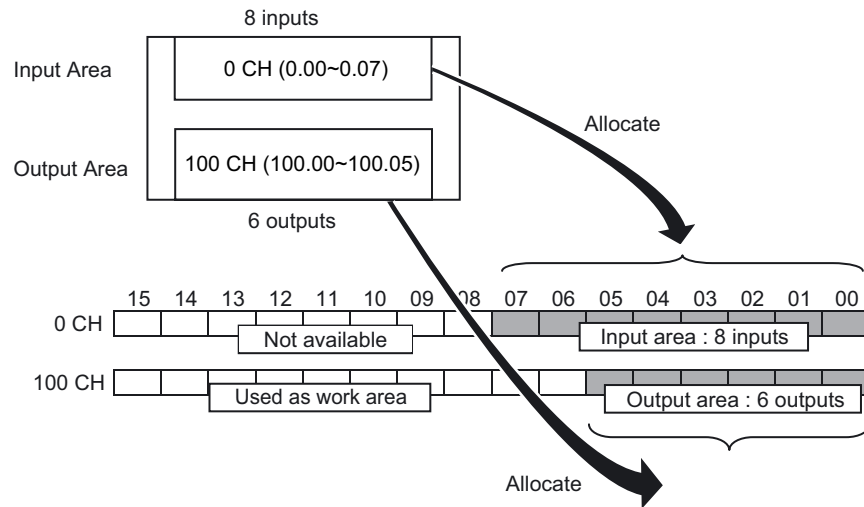 8 inputs
Input Area
0 CH (0.00~0.07)
Allocate
Output Area
100 CH (100.00~100.05)
6 outputs
15 14 13 12 11 10 09 08 07 06 05 04 03 02 01 00
0 CH
Not available
Input area : 8 inputs
100 CH
Used as work area
Output area : 6 outputs
Allocate